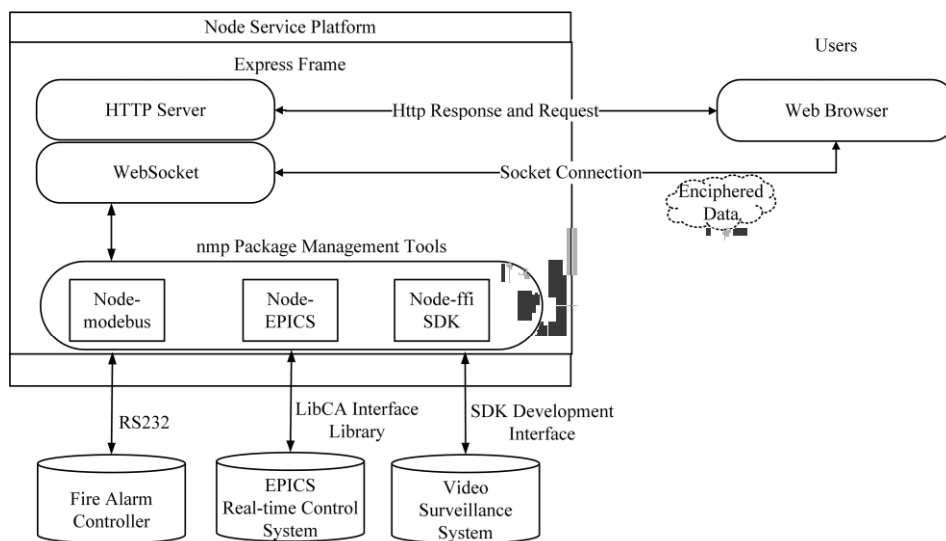 Node Service Platform
Users
Express Frame
HTTP Server
Http Response and Request
Web Browser
WebSocket
Socket Connection
Enciphered
Data
nmp Package Management Tools
Node-
modebus
Node-
EPICS
Node-ffi
SDK
RS232
LibCA Interface
Library
SDK Development
Interface
Fire Alarm
Controller
EPICS
Real-time Control
System
Video
Surveillance
System